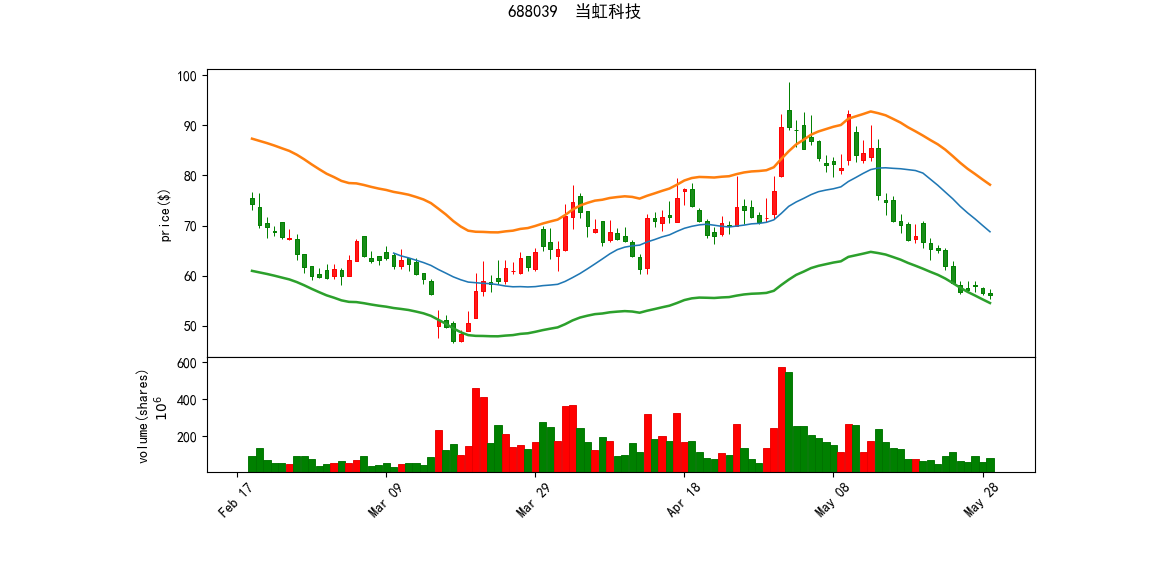 688039 当虹科技
100
90
80
70
60
50
price($)
600
400
200
volume(shares)
10^6
Feb 17
Mar 09
Mar 29
Apr 18
May 08
May 28